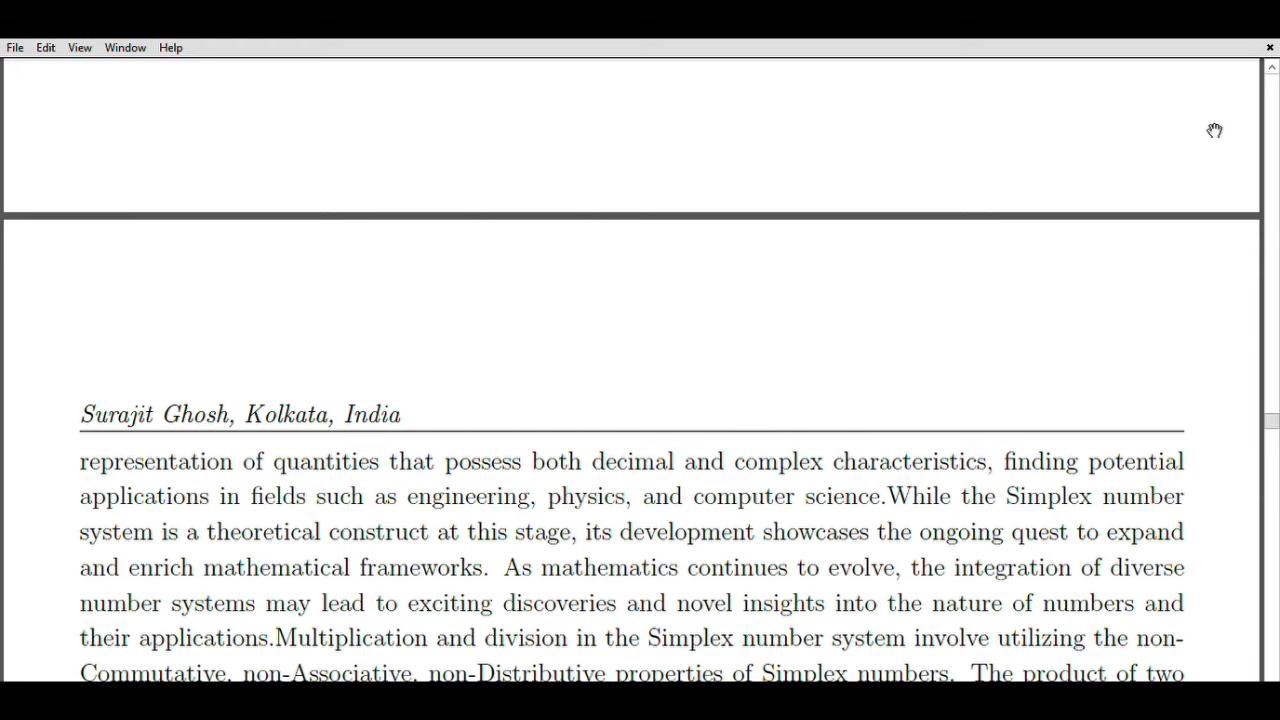 File Edit View Window Help
Surajit Ghosh, Kolkata, India
representation of quantities that possess both decimal and complex characteristics, finding potential
applications in fields such as engineering, physics, and computer science.While the Simplex number
system is a theoretical construct at this stage, its development showcases the ongoing quest to expand
and enrich mathematical frameworks. As mathematics continues to evolve, the integration of diverse
number systems may lead to exciting discoveries and novel insights into the nature of numbers and
their applications.Multiplication and division in the Simplex number system involve utilizing the non-
Commutative, non-Associative, non-Distributive properties of Simplex numbers. The product of two